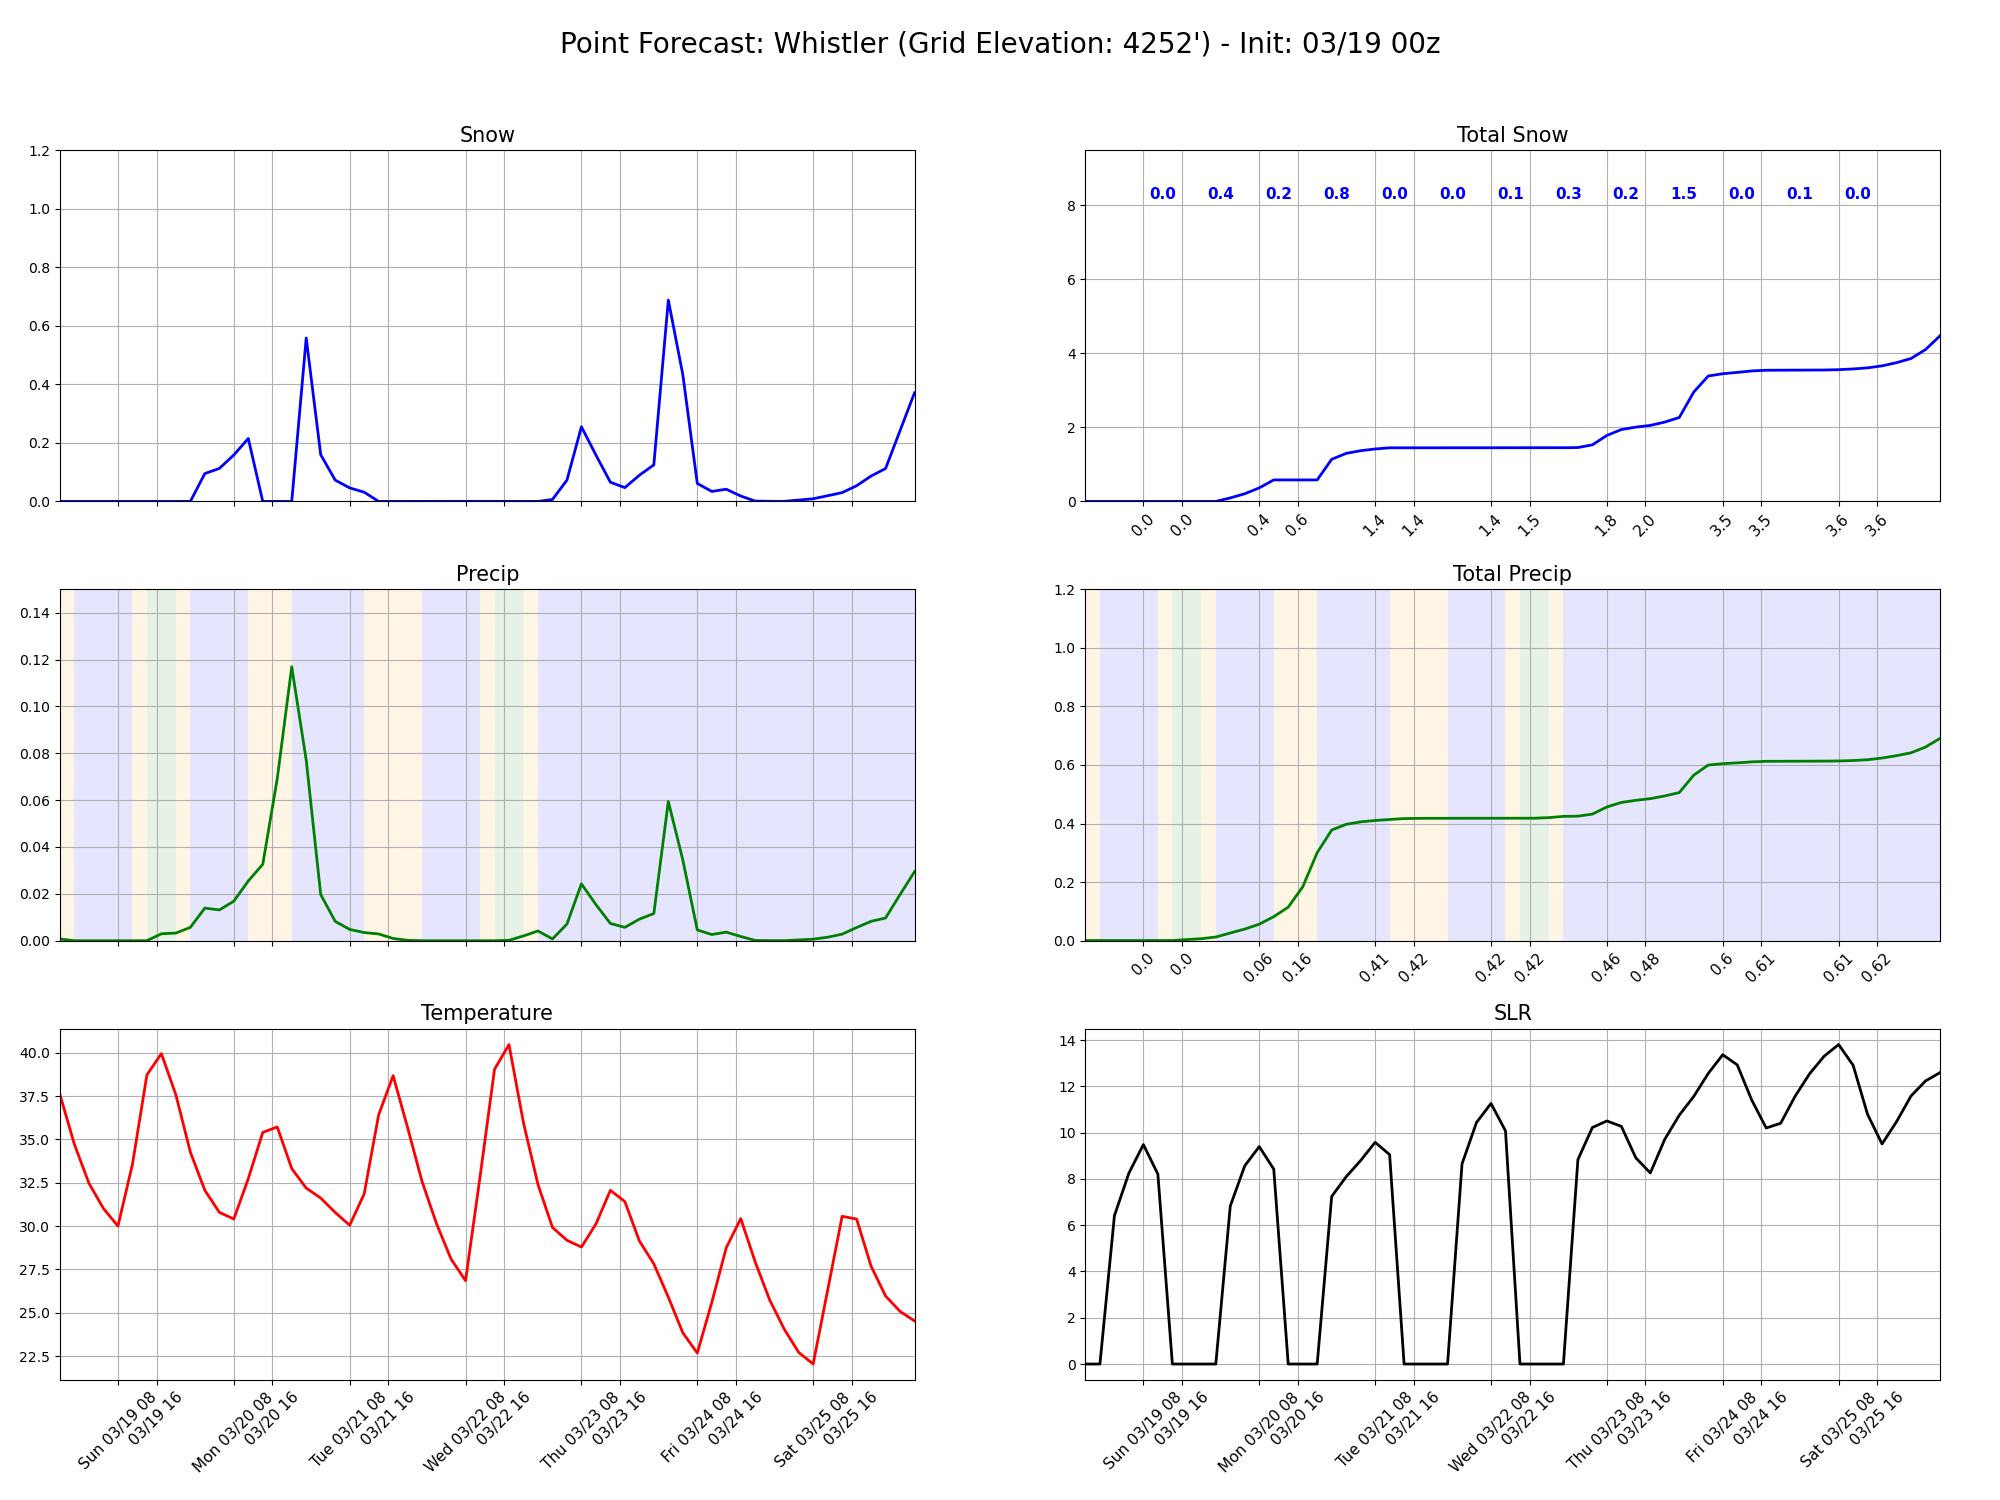 Point Forecast: Whistler (Grid Elevation: 4252') - Init: 03/19 00z
Snow
1.2
1.0
0.8
0.6
0.4
0.2
0.0
Total Snow
0.0 0.4 0.2 0.8 0.0 0.0 0.1 0.3 0.2 1.5 0.0 0.1 0.0
8
6
4
2
0
0.0 0.0 0.4 0.6 1.4 1.4 1.4 1.5 1.8 2.0 3.5 3.5 3.6 3.6
Precip
0.14
0.12
0.10
0.08
0.06
0.04
0.02
0.00
Total Precip
1.2
1.0
0.8
0.6
0.4
0.2
0.0
0.0 0.0 0.06 0.16 0.41 0.42 0.42 0.42 0.46 0.48 0.6 0.61 0.61 0.62
Temperature
40.0
37.5
35.0
32.5
30.0
27.5
25.0
22.5
Sun 03/19 08
03/19 16
Mon 03/20 08
03/20 16
Tue 03/21 08
03/21 16
Wed 03/22 08
03/22 16
Thu 03/23 08
03/23 16
Fri 03/24 08
03/24 16
Sat 03/25 08
03/25 16
SLR
14
12
10
8
6
4
2
0
Sun 03/19 08
03/19 16
Mon 03/20 08
03/20 16
Tue 03/21 08
03/21 16
Wed 03/22 08
03/22 16
Thu 03/23 08
03/23 16
Fri 03/24 08
03/24 16
Sat 03/25 08
03/25 16